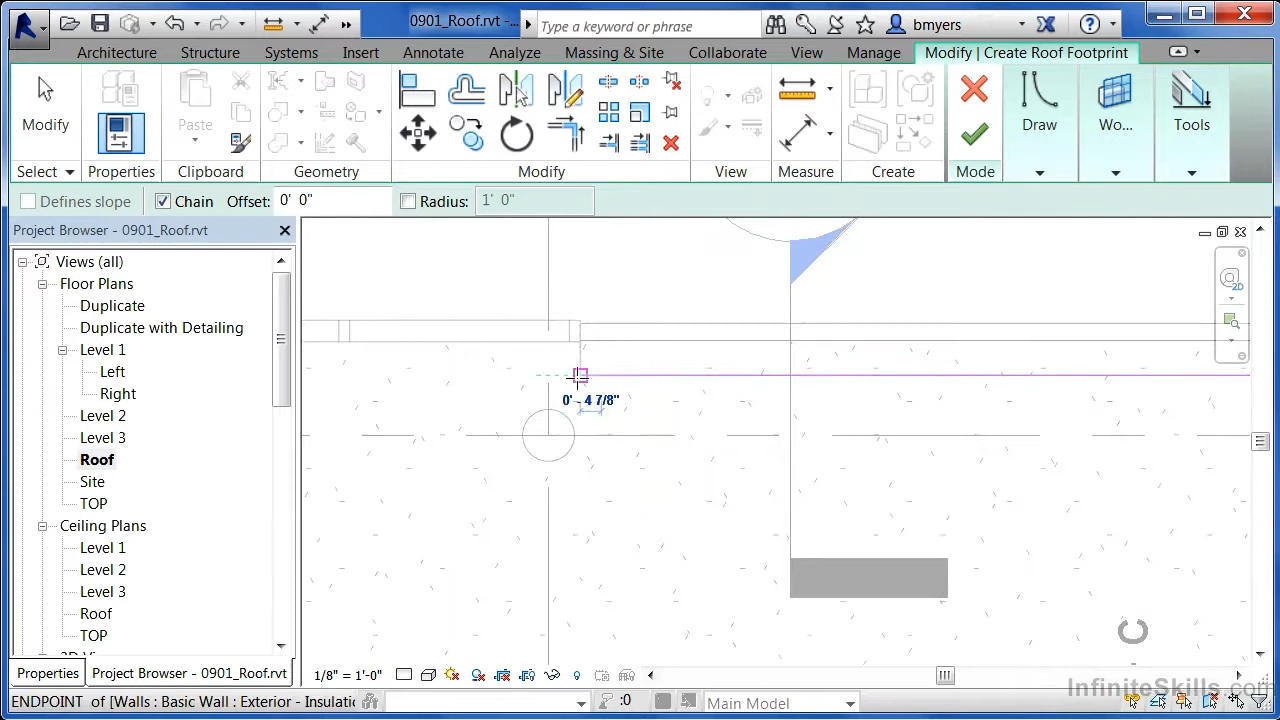 0901_Roof.rvt -...
Type a keyword or phrase
bmyers
Architecture Structure Systems Insert Annotate Analyze Massing & Site Collaborate View Manage Modify | Create Roof Footprint
Modify
Paste
Draw
Wo...
Tools
Select Properties Clipboard Geometry Modify View Measure Create Mode
Defines slope Chain Offset: 0' 0" Radius: 1' 0"
Project Browser - 0901_Roof.rvt
Views (all)
Floor Plans
Duplicate
Duplicate with Detailing
Level 1
Left
Right
Level 2
Level 3
Roof
Site
TOP
Ceiling Plans
Level 1
Level 2
Level 3
Roof
TOP
2D
0' - 4 7/8"
Properties Project Browser - 0901_Roof.rvt
1/8" = 1'-0"
InfiniteSkills.com
ENDPOINT of [Walls : Basic Wall : Exterior - Insulati
:0
Main Model